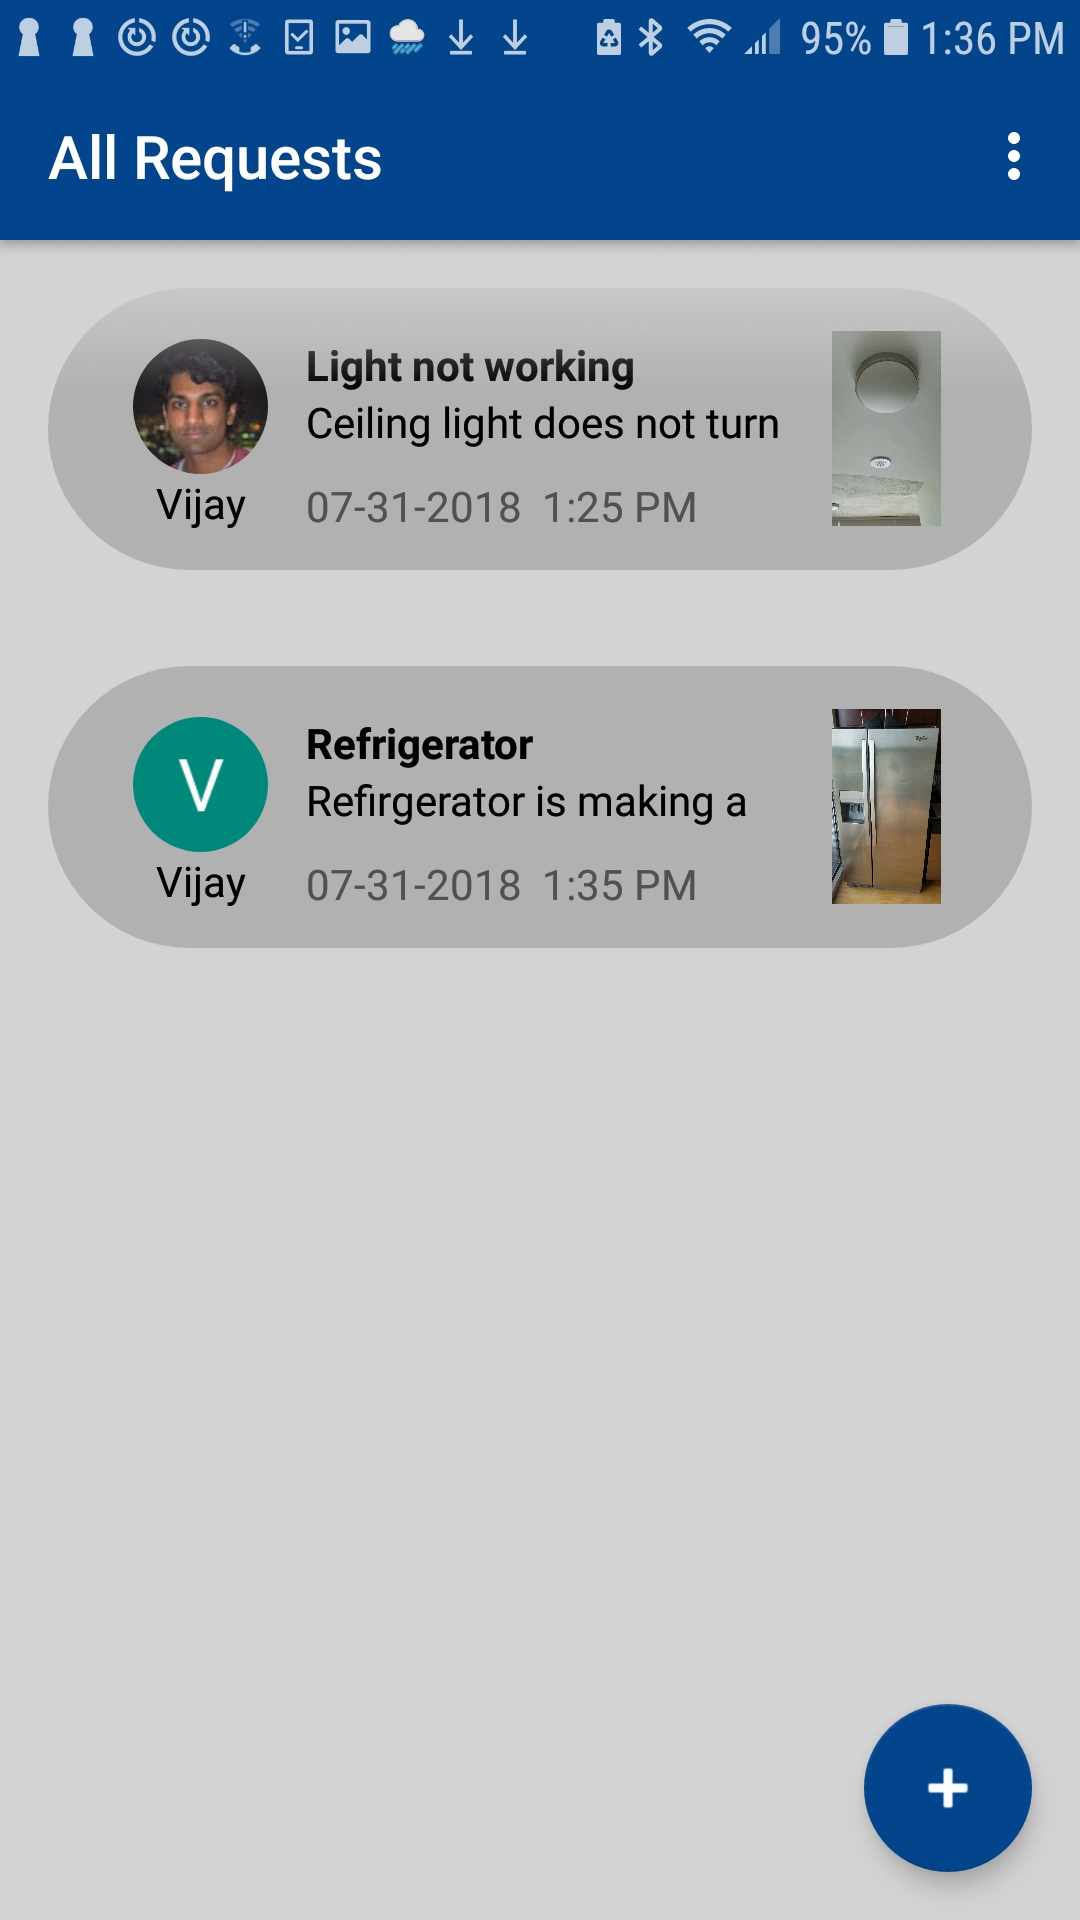 95% 1:36 PM
All Requests
Light not working
Ceiling light does not turn
Vijay
07-31-2018 1:25 PM
Refrigerator
V
Refirgerator is making a
Vijay
07-31-2018 1:35 PM